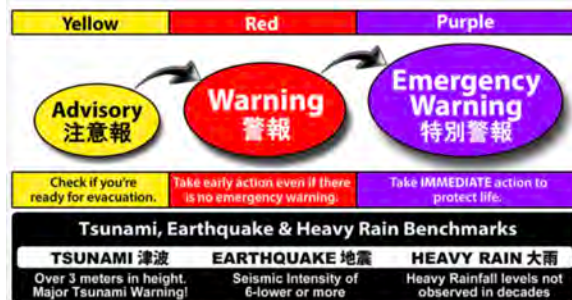 Yellow Red Purple
Advisory
注意報
Warning
警報
Emergency
Warning
特別警報
Check if you're
ready for evacuation.
Take early action even if there
is no emergency warning.
Take IMMEDIATE action to
protect life.
Tsunami, Earthquake & Heavy Rain Benchmarks
TSUNAMI 津波 EARTHQUAKE 地震 HEAVY RAIN 大雨
Over 3 meters in height.
Major Tsunami Warning!
Seismic Intensity of
6-lower or more
Heavy Rainfall levels not
observed in decades